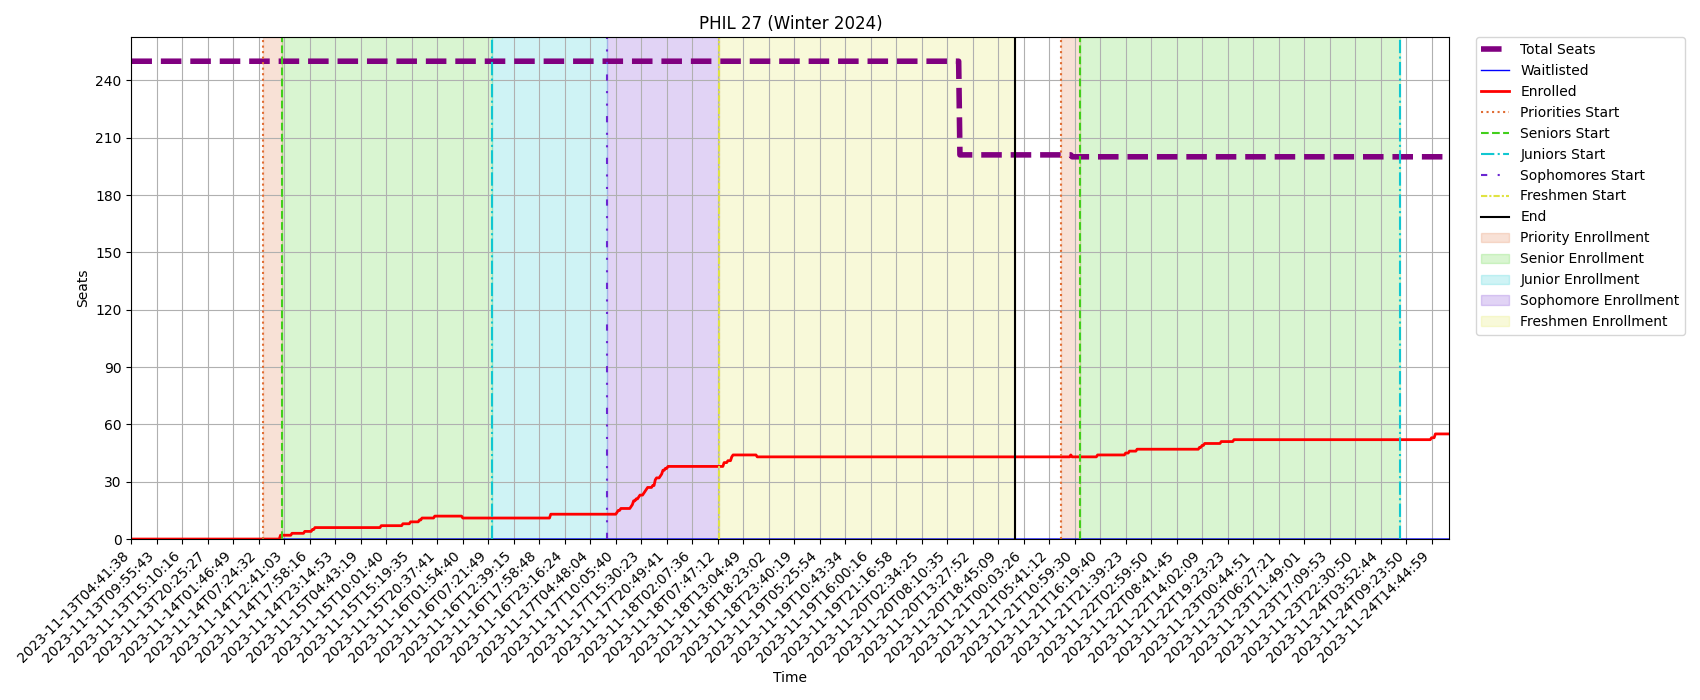 PHIL 27 (Winter 2024)
Seats
240
210
180
150
120
90
60
30
0
2023-11-13T04:41:38
2023-11-13T09:55:43
2023-11-13T15:10:16
2023-11-13T20:25:27
2023-11-14T01:46:49
2023-11-14T07:24:32
2023-11-14T12:41:03
2023-11-14T17:58:16
2023-11-14T23:14:53
2023-11-15T04:43:19
2023-11-15T10:01:40
2023-11-15T15:19:35
2023-11-15T20:37:41
2023-11-16T01:54:40
2023-11-16T07:21:49
2023-11-16T12:39:15
2023-11-16T17:58:48
2023-11-16T23:16:24
2023-11-17T04:48:04
2023-11-17T10:05:40
2023-11-17T15:30:23
2023-11-17T20:49:41
2023-11-18T02:07:36
2023-11-18T07:47:12
2023-11-18T13:04:49
2023-11-18T18:23:02
2023-11-18T23:40:19
2023-11-19T05:25:54
2023-11-19T10:43:34
2023-11-19T16:00:16
2023-11-19T21:16:58
2023-11-20T02:34:25
2023-11-20T08:10:35
2023-11-20T13:27:52
2023-11-20T18:45:09
2023-11-21T00:03:26
2023-11-21T05:41:12
2023-11-21T10:59:30
2023-11-21T16:19:40
2023-11-21T21:39:23
2023-11-22T02:59:50
2023-11-22T08:41:45
2023-11-22T14:02:09
2023-11-22T19:23:23
2023-11-23T00:44:51
2023-11-23T06:27:21
2023-11-23T11:49:01
2023-11-23T17:09:53
2023-11-23T22:30:50
2023-11-24T03:52:44
2023-11-24T09:23:50
2023-11-24T14:44:59
Time
Total Seats
Waitlisted
Enrolled
Priorities Start
Seniors Start
Juniors Start
Sophomores Start
Freshmen Start
End
Priority Enrollment
Senior Enrollment
Junior Enrollment
Sophomore Enrollment
Freshmen Enrollment